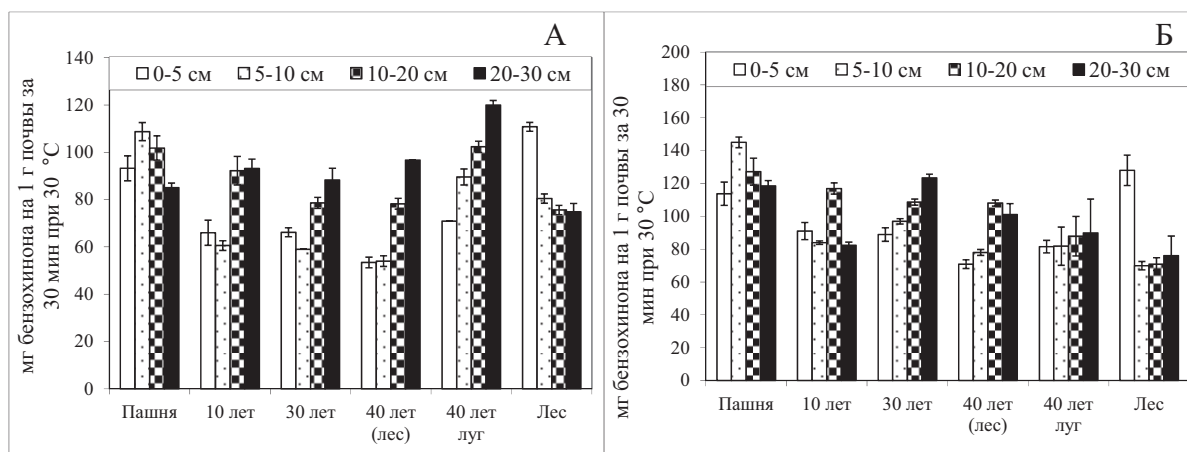 А
мг бензохинона на 1 г почвы за
30 мин при 30 °C
140
120
100
80
60
40
20
0
0-5 см 5-10 см 10-20 см 20-30 см
Пашня 10 лет 30 лет 40 лет 40 лет Лес
(лес) луг
Б
мг бензохинона на 1 г почвы за 30
мин при 30 °C
200
180
160
140
120
100
80
60
40
20
0
0-5 см 5-10 см 10-20 см 20-30 см
Пашня 10 лет 30 лет 40 лет 40 лет Лес
(лес) луг